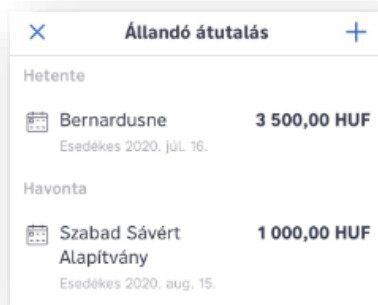 Állandó átutalás
Hetente
Bernardusne 3 500,00 HUF
Esedékes 2020. júl. 16.
Havonta
Szabad Sávért 1 000,00 HUF
Alapítvány
Esedékes 2020. aug. 15.